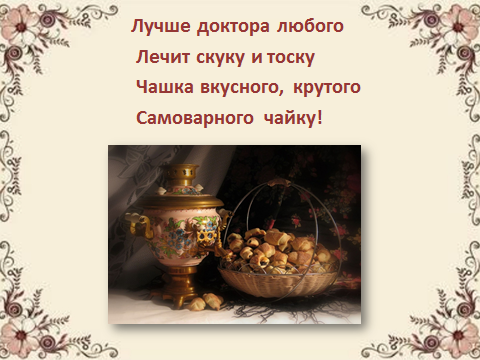 Лучше доктора любого
Лечит скуку и тоску
Чашка вкусного, крутого
Самоварного чайку!